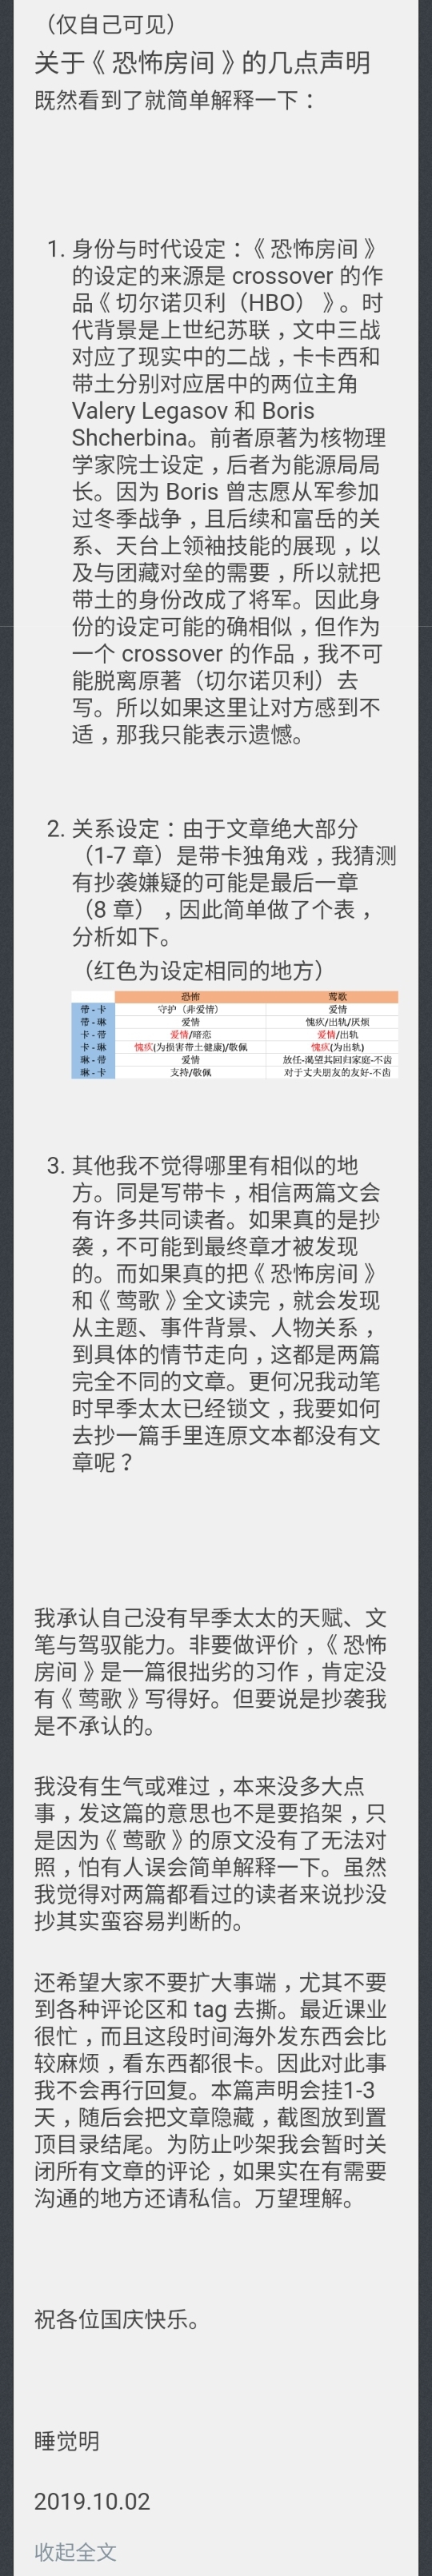 （仅自己可见）
关于《 恐怖房间 》的几点声明
既然看到了就简单解释一下：
1. 身份与时代设定：《 恐怖房间 》
的设定的来源是 crossover 的作
品《 切尔诺贝利（HBO） 》。时
代背景是上世纪苏联，文中三战
对应了现实中的二战，卡卡西和
带土分别对应居中的两位主角
Valery Legasov 和 Boris
Shcherbina。前者原著为核物理
学家院士设定，后者为能源局局
长。因为 Boris 曾志愿从军参加
过冬季战争，且后续和富岳的关
系、天台上领袖技能的展现，以
及与团藏对垒的需要，所以就把
带土的身份改成了将军。因此身
份的设定可能的确相似，但作为
一个 crossover 的作品，我不可
能脱离原著（切尔诺贝利）去
写。所以如果这里让对方感到不
适，那我只能表示遗憾。
2. 关系设定：由于文章绝大部分
（1-7 章）是带卡独角戏，我猜测
有抄袭嫌疑的可能是最后一章
（8 章） ，因此简单做了个表，
分析如下。
（红色为设定相同的地方）
恐怖 莺歌
带 - 卡 守护（非爱情） 爱情
带 - 琳 爱情 愧疚/出轨/厌烦
卡 - 带 爱情/暗恋 爱情/出轨
卡 - 琳 愧疚(为损害带土健康)/敬佩 愧疚(为出轨)
琳 - 带 爱情 放任-渴望其回归家庭-不齿
琳 - 卡 支持/敬佩 对于丈夫朋友的友好-不齿
3. 其他我不觉得哪里有相似的地
方。同是写带卡，相信两篇文会
有许多共同读者。如果真的是抄
袭，不可能到最终章才被发现
的。而如果真的把《 恐怖房间 》
和《 莺歌 》全文读完，就会发现
从主题、事件背景、人物关系，
到具体的情节走向，这都是两篇
完全不同的文章。更何况我动笔
时早季太太已经锁文，我要如何
去抄一篇手里连原文本都没有文
章呢？
我承认自己没有早季太太的天赋、文
笔与驾驭能力。非要做评价，《 恐怖
房间 》是一篇很拙劣的习作，肯定没
有《 莺歌 》写得好。但要说是抄袭我
是不承认的。
我没有生气或难过，本来没多大点
事，发这篇的意思也不是要掐架，只
是因为《 莺歌 》的原文没有了无法对
照，怕有人误会简单解释一下。虽然
我觉得对两篇都看过的读者来说抄没
抄其实蛮容易判断的。
还希望大家不要扩大事端，尤其不要
到各种评论区和 tag 去撕。最近课业
很忙，而且这段时间海外发东西会比
较麻烦，看东西都很卡。因此对此事
我不会再行回复。本篇声明会挂1-3
天，随后会把文章隐藏，截图放到置
顶目录结尾。为防止吵架我会暂时关
闭所有文章的评论，如果实在有需要
沟通的地方还请私信。万望理解。
祝各位国庆快乐。
睡觉明
2019.10.02
收起全文